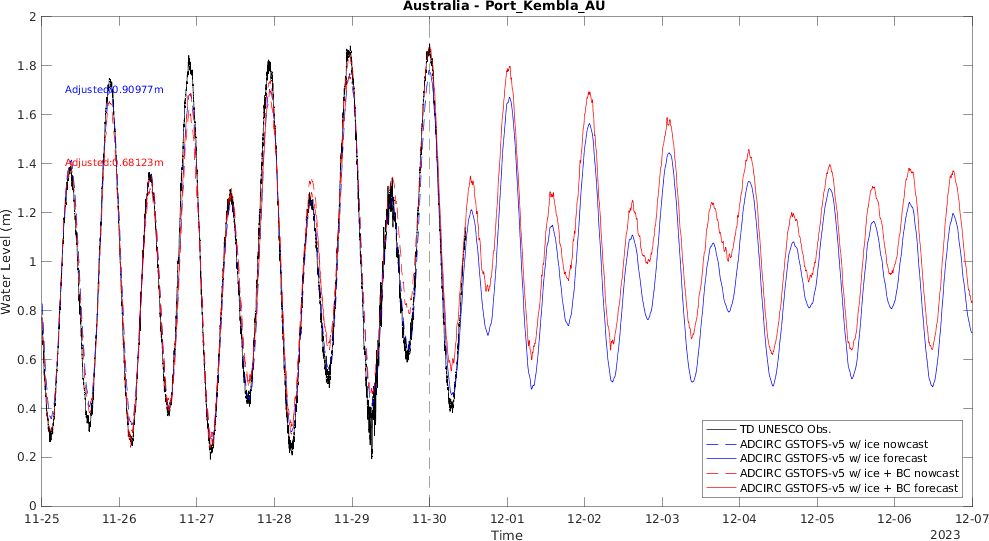 Australia - Port_Kembla_AU
Water Level (m)
2
1.8
1.6
1.4
1.2
1
0.8
0.6
0.4
0.2
0
Adjusted:0.90977m
Adjusted:0.68123m
TD UNESCO Obs.
ADCIRC GSTOFS-v5 w/ ice nowcast
ADCIRC GSTOFS-v5 w/ ice forecast
ADCIRC GSTOFS-v5 w/ ice + BC nowcast
ADCIRC GSTOFS-v5 w/ ice + BC forecast
11-25 11-26 11-27 11-28 11-29 11-30 12-01 12-02 12-03 12-04 12-05 12-06 12-07
Time
2023